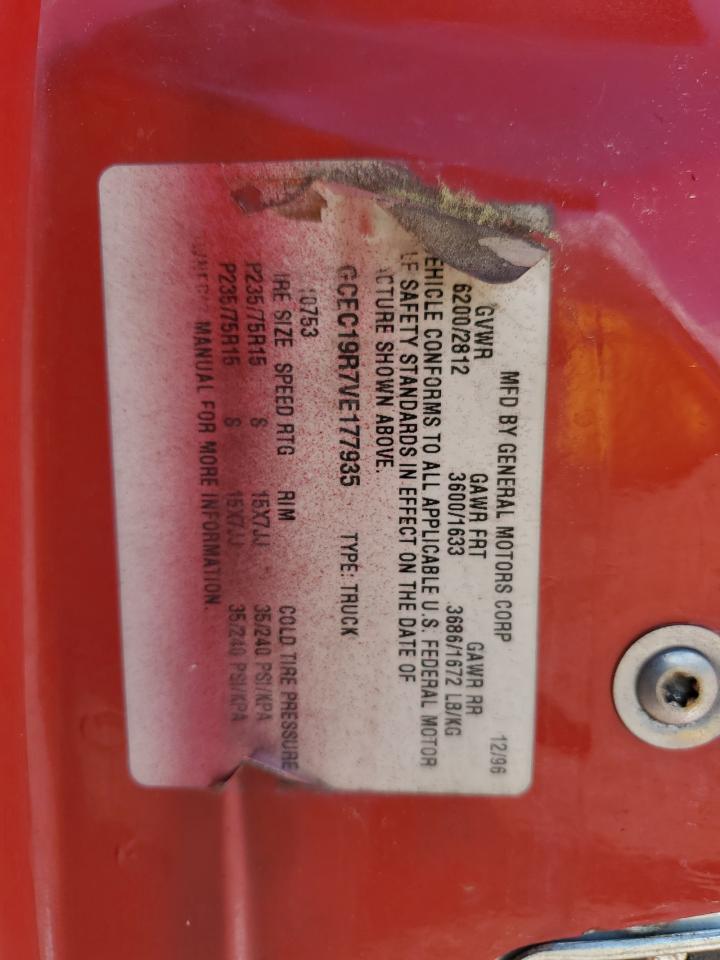 MFD BY GENERAL MOTORS CORP 12/96
GVWR GAWR FRT GAWR RR
6200/2812 3600/1633 3686/1672 LB/KG
EHICLE CONFORMS TO ALL APPLICABLE U.S. FEDERAL MOTOR
SAFETY STANDARDS IN EFFECT ON THE DATE OF
CTURE SHOWN ABOVE.
GCEC19R7VE177935 TYPE: TRUCK
0753
IRE SIZE SPEED RTG RIM COLD TIRE PRESSURE
P235/75R15 S 15X7JJ 35/240 PSI/KPA
P235/75R15 S 15X7JJ 35/240 PSI/KPA
MANUAL FOR MORE INFORMATION.